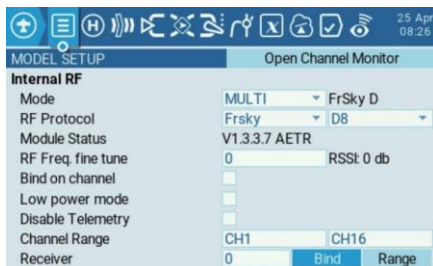 25 Apr
08:26
MODEL SETUP Open Channel Monitor
Internal RF
Mode MULTI FrSky D
RF Protocol Frsky D8
Module Status V1.3.3.7 AETR
RF Freq. fine tune 0 RSSI: 0 db
Bind on channel
Low power mode
Disable Telemetry
Channel Range CH1 CH16
Receiver 0 Bind Range